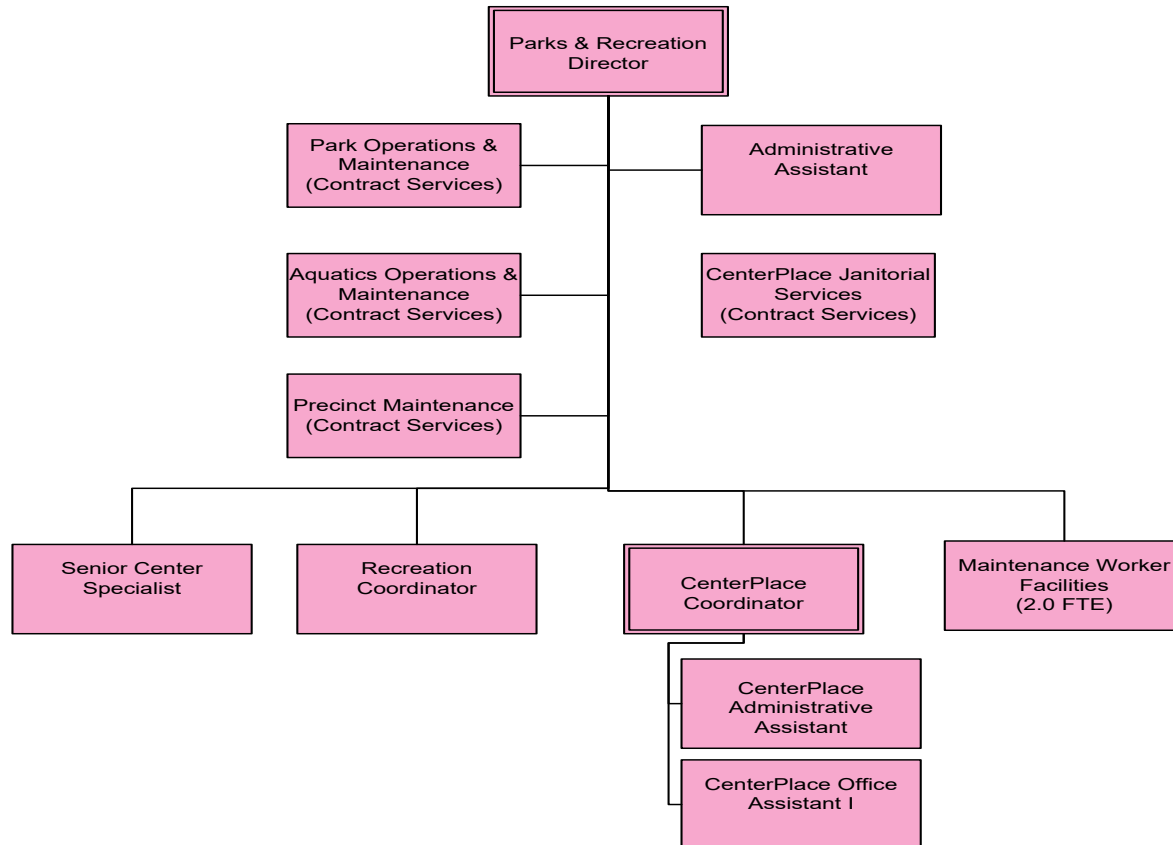 Parks & Recreation
Director
Park Operations &
Maintenance
(Contract Services)
Administrative
Assistant
Aquatics Operations &
Maintenance
(Contract Services)
CenterPlace Janitorial
Services
(Contract Services)
Precinct Maintenance
(Contract Services)
Senior Center
Specialist
Recreation
Coordinator
CenterPlace
Coordinator
Maintenance Worker
Facilities
(2.0 FTE)
CenterPlace
Administrative
Assistant
CenterPlace Office
Assistant I